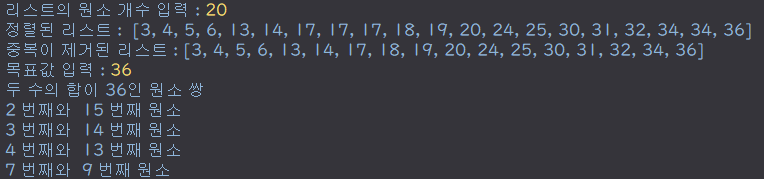 리스트의 원소 개수 입력 : 20
정렬된 리스트 : [3, 4, 5, 6, 13, 14, 17, 17, 17, 18, 19, 20, 24, 25, 30, 31, 32, 34, 34, 36]
중복이 제거된 리스트 : [3, 4, 5, 6, 13, 14, 17, 18, 19, 20, 24, 25, 30, 31, 32, 34, 36]
목표값 입력 : 36
두 수의 합이 36인 원소 쌍
2 번째와 15 번째 원소
3 번째와 14 번째 원소
4 번째와 13 번째 원소
7 번째와 9 번째 원소